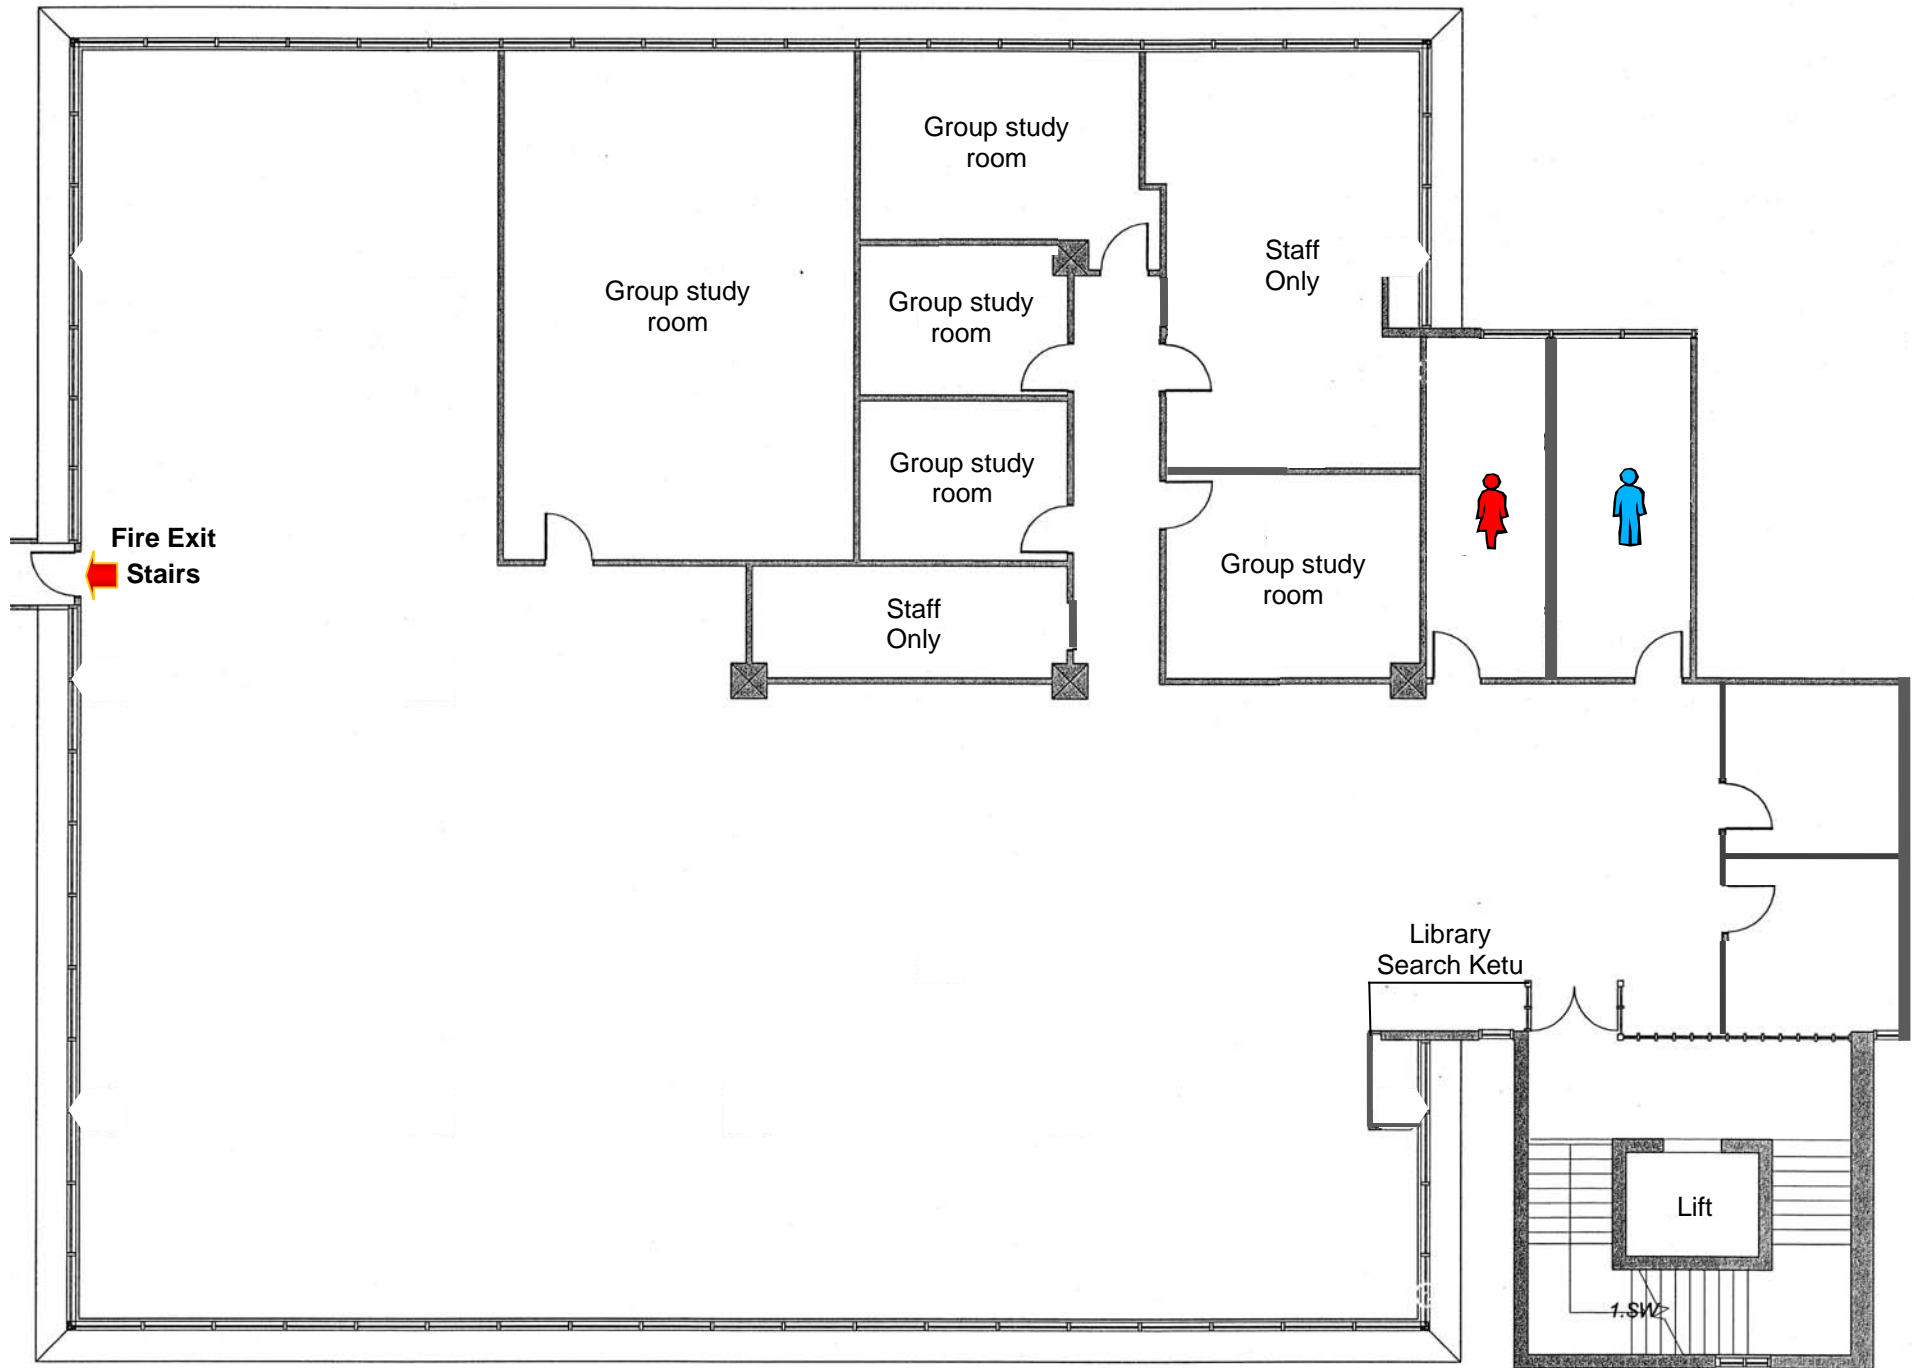 Group study
room
Group study
room
Staff
Only
Group study
room
Group study
room
Group study
room
Fire Exit
Stairs
Group study
room
Staff
Only
Library
Search Ketu
Lift
1.SW